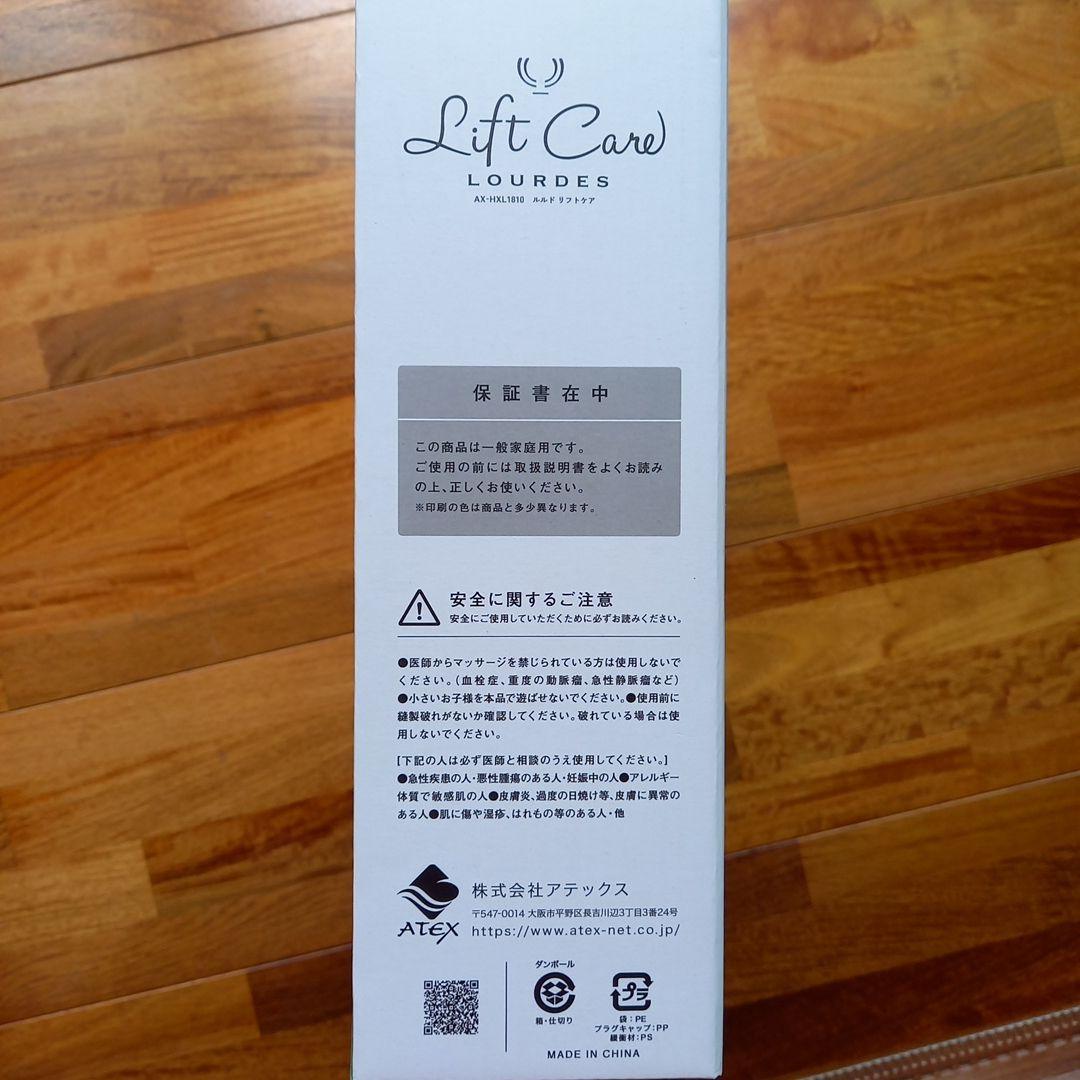 Lift Care
LOURDES
AX-HXL1810 ルルド リフトケア
保証書在中
この商品は一般家庭用です。
ご使用の前には取扱説明書をよくお読み
の上、正しくお使いください。
※印刷の色は商品と多少異なります。
安全に関するご注意
安全にご使用していただくために必ずお読みください。
●医師からマッサージを禁じられている方は使用しないで
ください。(血栓症、重度の動脈瘤、急性静脈瘤など)
●小さいお子様を本品で遊ばせないでください。●使用前に
縫製破れがないか確認してください。破れている場合は使
用しないでください。
[下記の人は必ず医師と相談のうえ使用してください。]
●急性疾患の人・悪性腫瘍のある人・妊娠中の人●アレルギー
体質で敏感肌の人●皮膚炎、過度の日焼け等、皮膚に異常の
ある人●肌に傷や湿疹、はれもの等のある人・他
株式会社アテックス
〒547-0014 大阪市平野区長吉川辺3丁目3番24号
ATEX https://www.atex-net.co.jp/
ダンボール
プラ
箱・仕切り
袋:PE
プラグキャップ:PP
緩衝材:PS
MADE IN CHINA